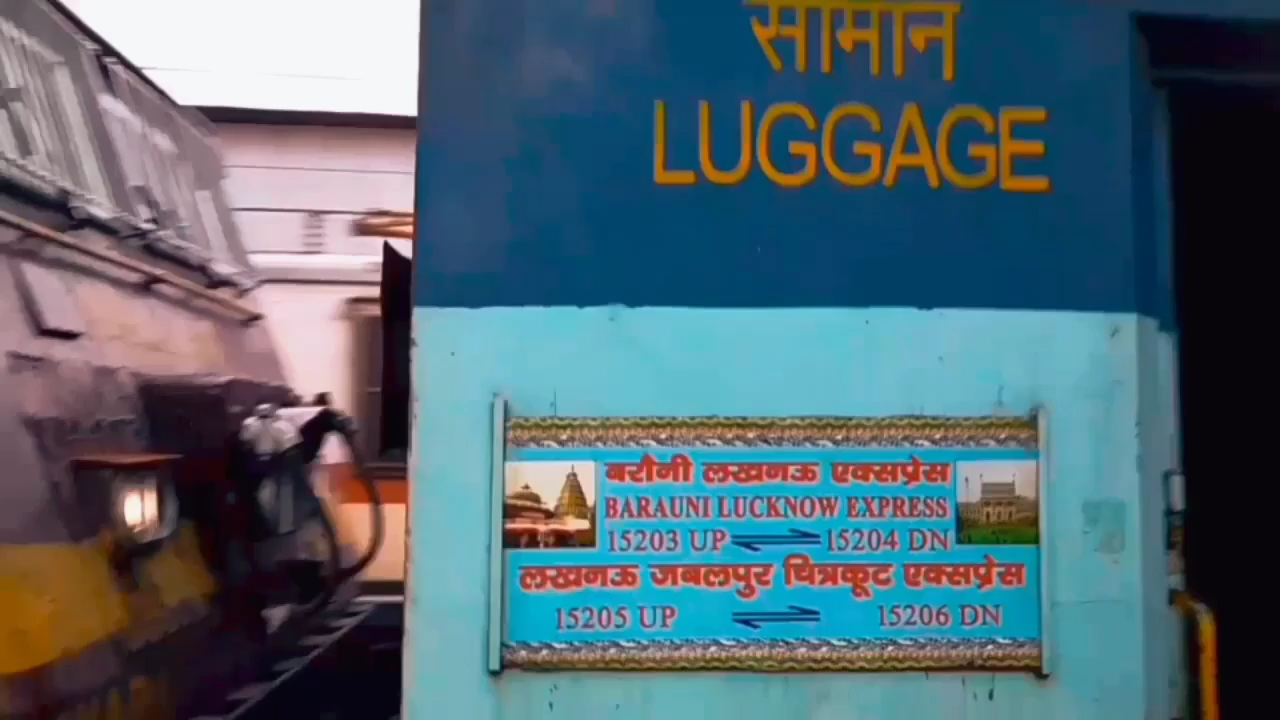 सामान
LUGGAGE
बरौनी लखनऊ एक्सप्रेस
BARAUNI LUCKNOW EXPRESS
15203 UP ⇌ 15204 DN
लखनऊ जबलपुर चित्रकूट एक्सप्रेस
15205 UP ⇌ 15206 DN